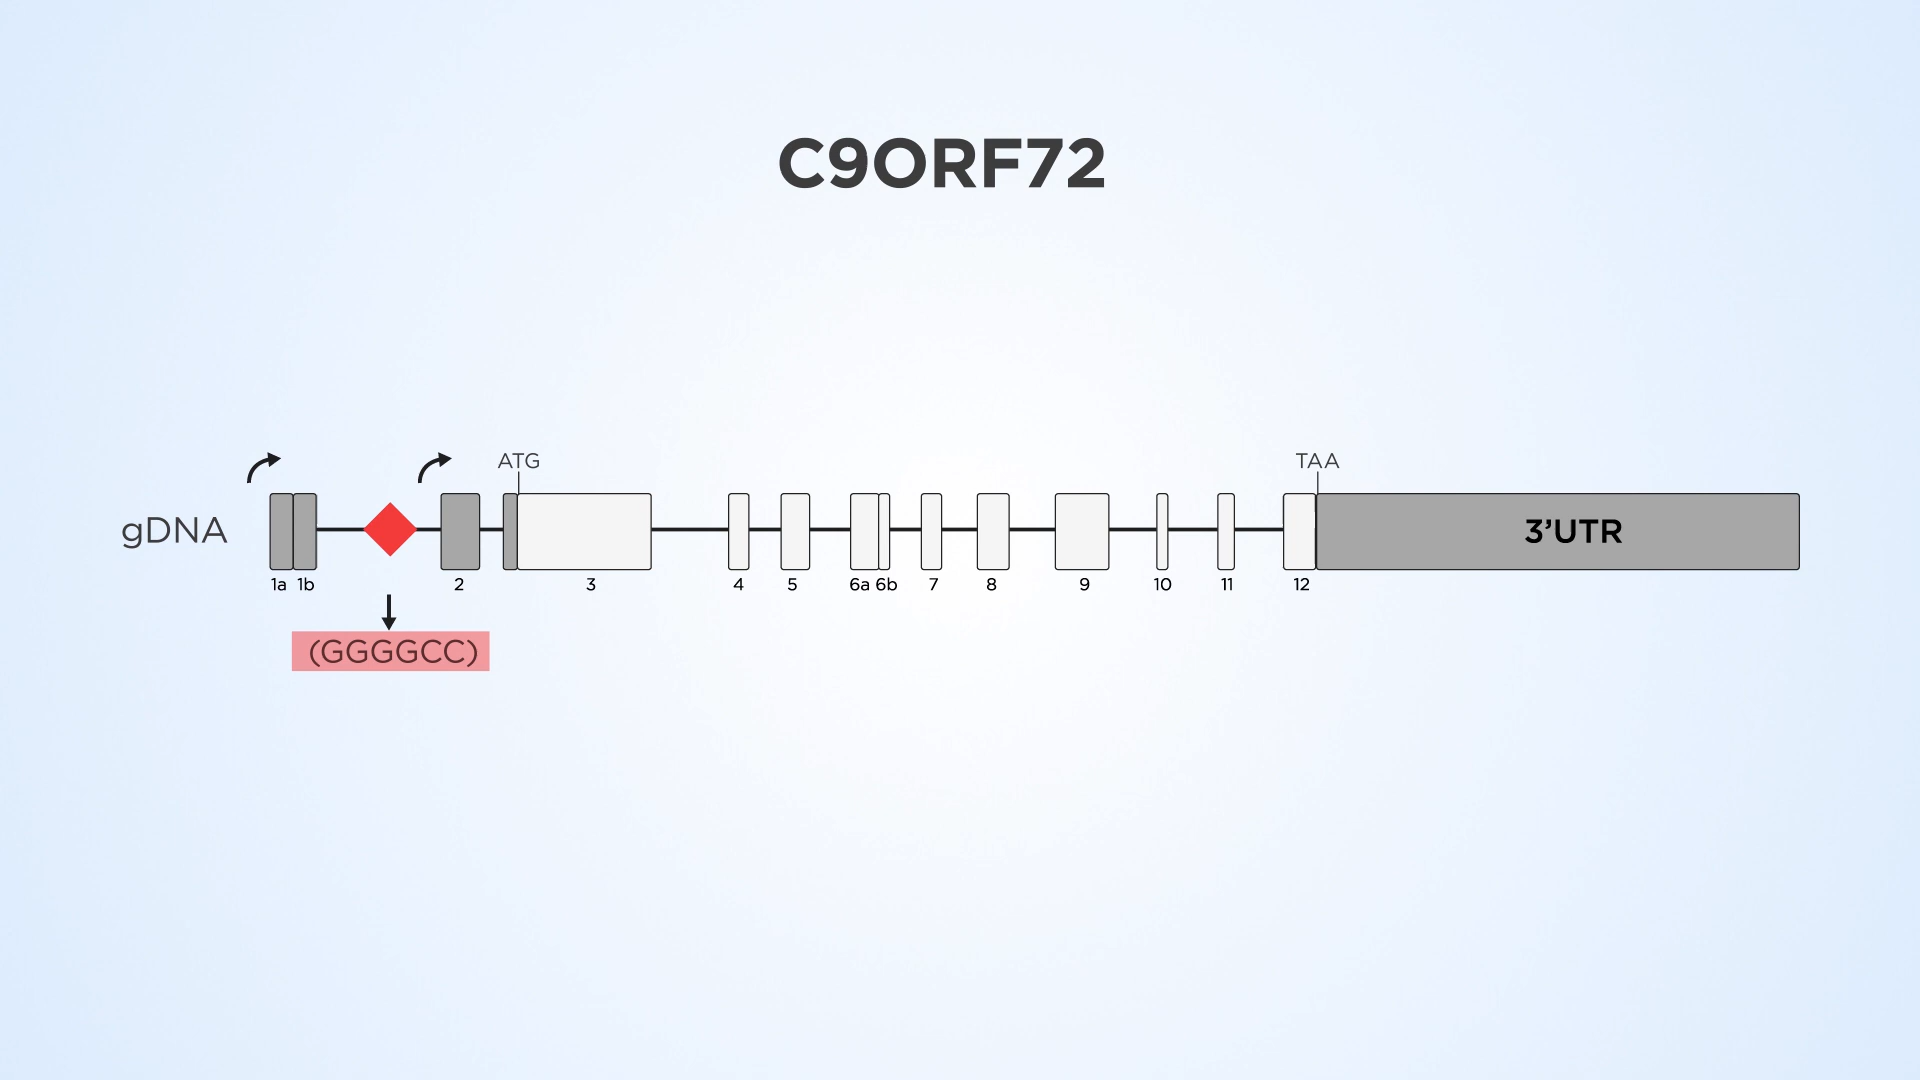 C9ORF72
ATG
TAA
gDNA
3’UTR
1a 1b 2 3 4 5 6a 6b 7 8 9 10 11 12
(GGGGCC)